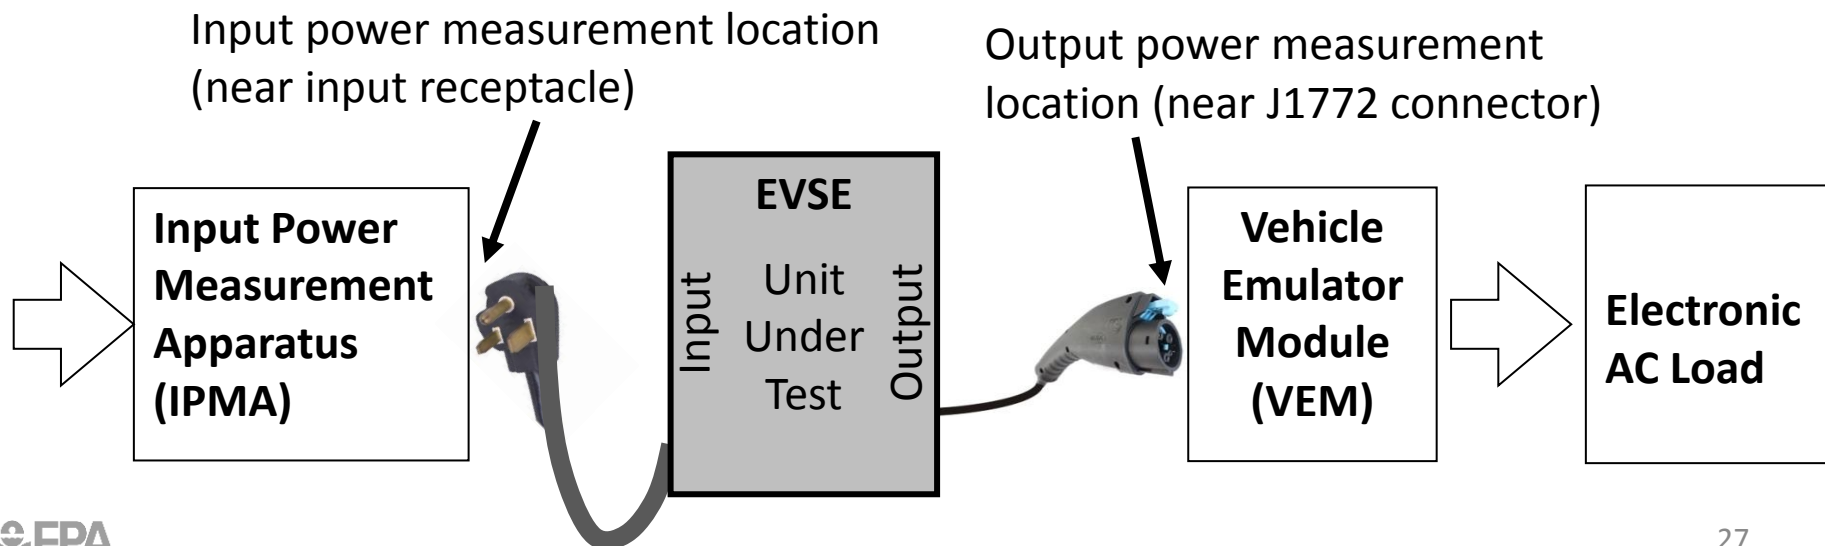 Input power measurement location
(near input receptacle)
Output power measurement
location (near J1772 connector)
Input Power
Measurement
Apparatus
(IPMA)
EVSE
Input
Unit
Under
Test
Output
Vehicle
Emulator
Module
(VEM)
Electronic
AC Load
EPA
27